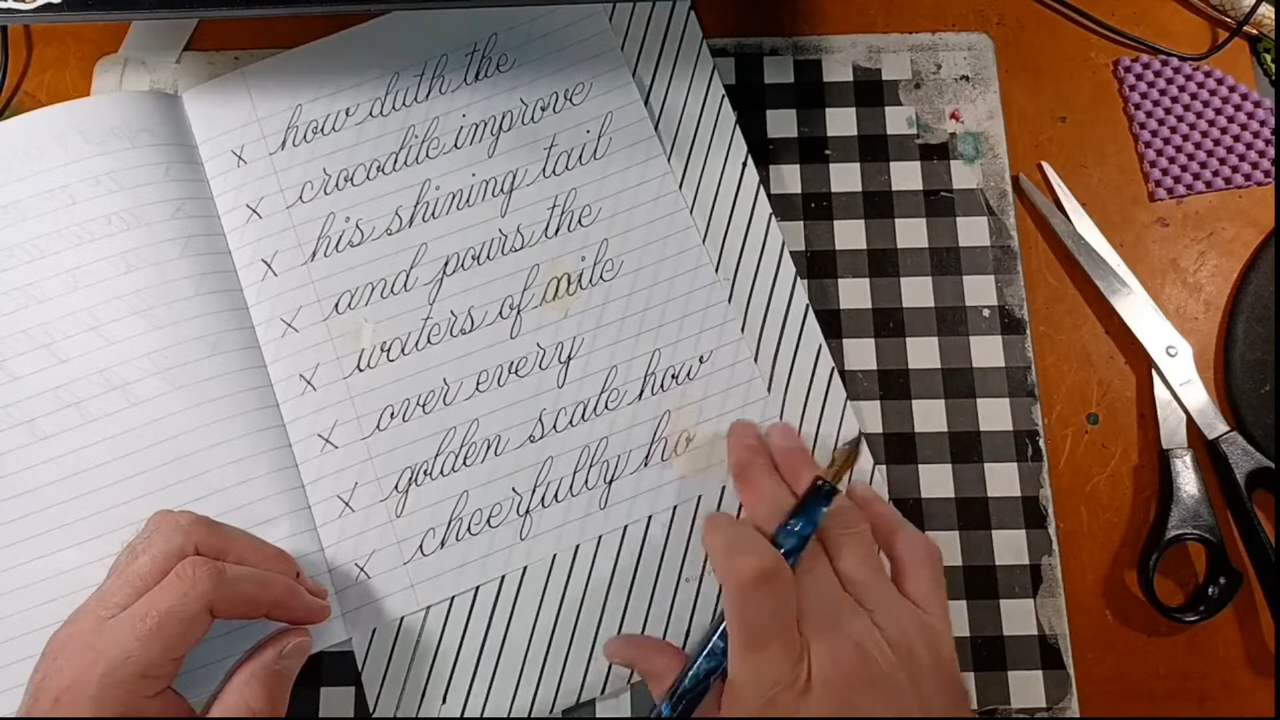 x how duth the
x crocodile improve
x his shining tail
x and pours the
x waters of nile
x over every
x golden scale how
x cheerfully ho